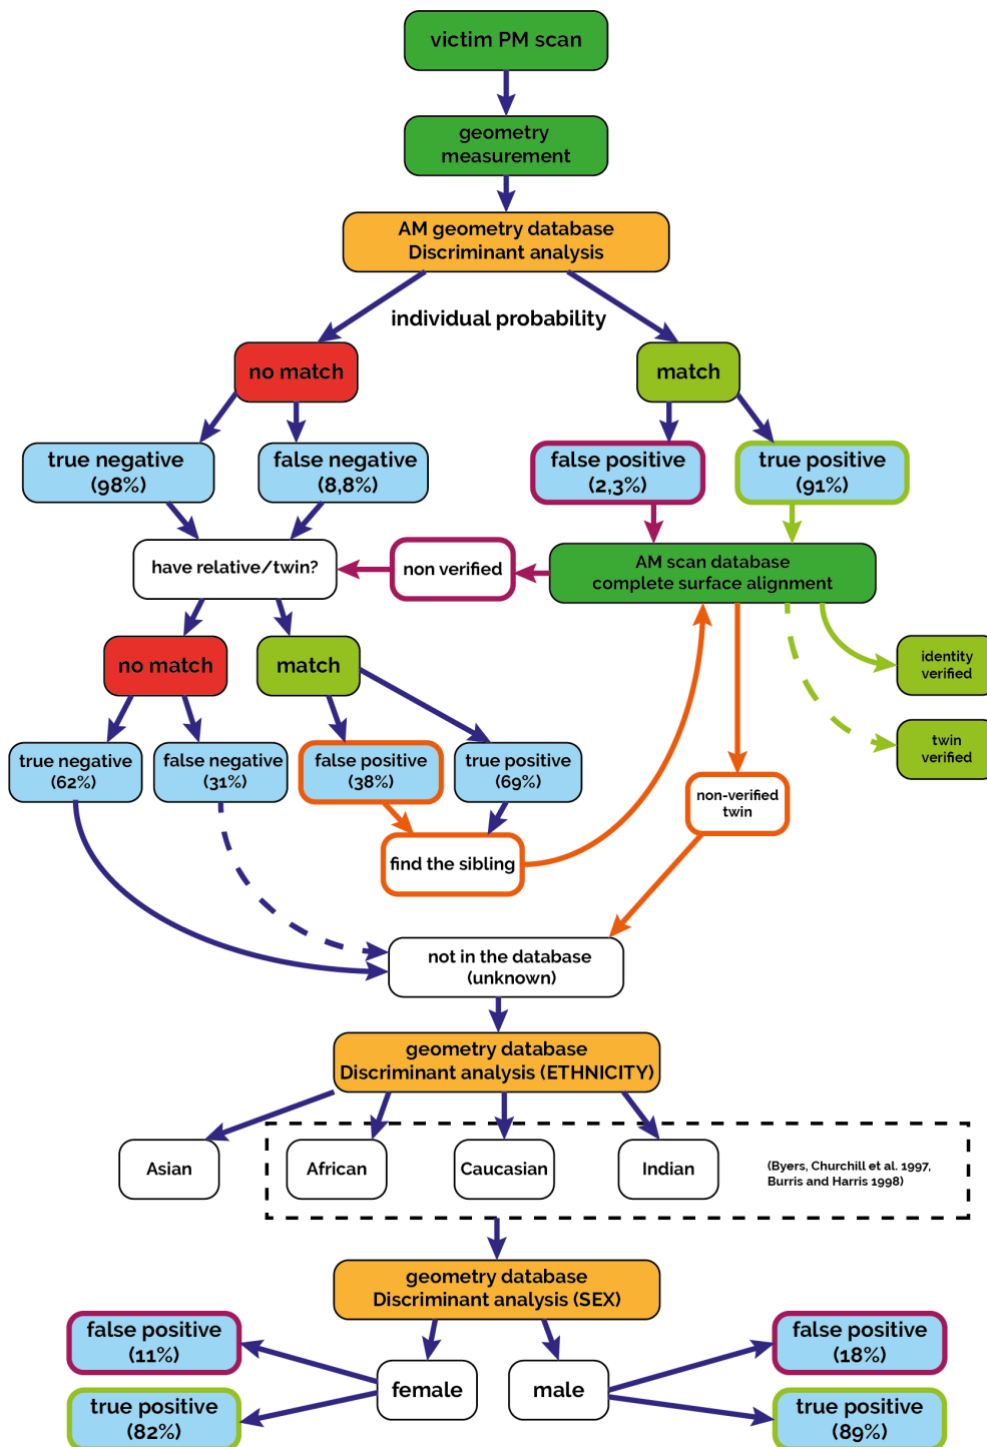 victim PM scan
geometry
measurement
AM geometry database
Discriminant analysis
individual probability
no match
match
true negative
(98%)
false negative
(8,8%)
false positive
(2,3%)
true positive
(91%)
have relative/twin?
non verified
AM scan database
complete surface alignment
no match
match
identity
verified
twin
verified
true negative
(62%)
false negative
(31%)
false positive
(38%)
true positive
(69%)
non-verified
twin
find the sibling
not in the database
(unknown)
geometry database
Discriminant analysis (ETHNICITY)
Asian
African
Caucasian
Indian
(Byers, Churchill et al. 1997,
Burris and Harris 1998)
geometry database
Discriminant analysis (SEX)
false positive
(11%)
female
male
false positive
(18%)
true positive
(82%)
true positive
(89%)